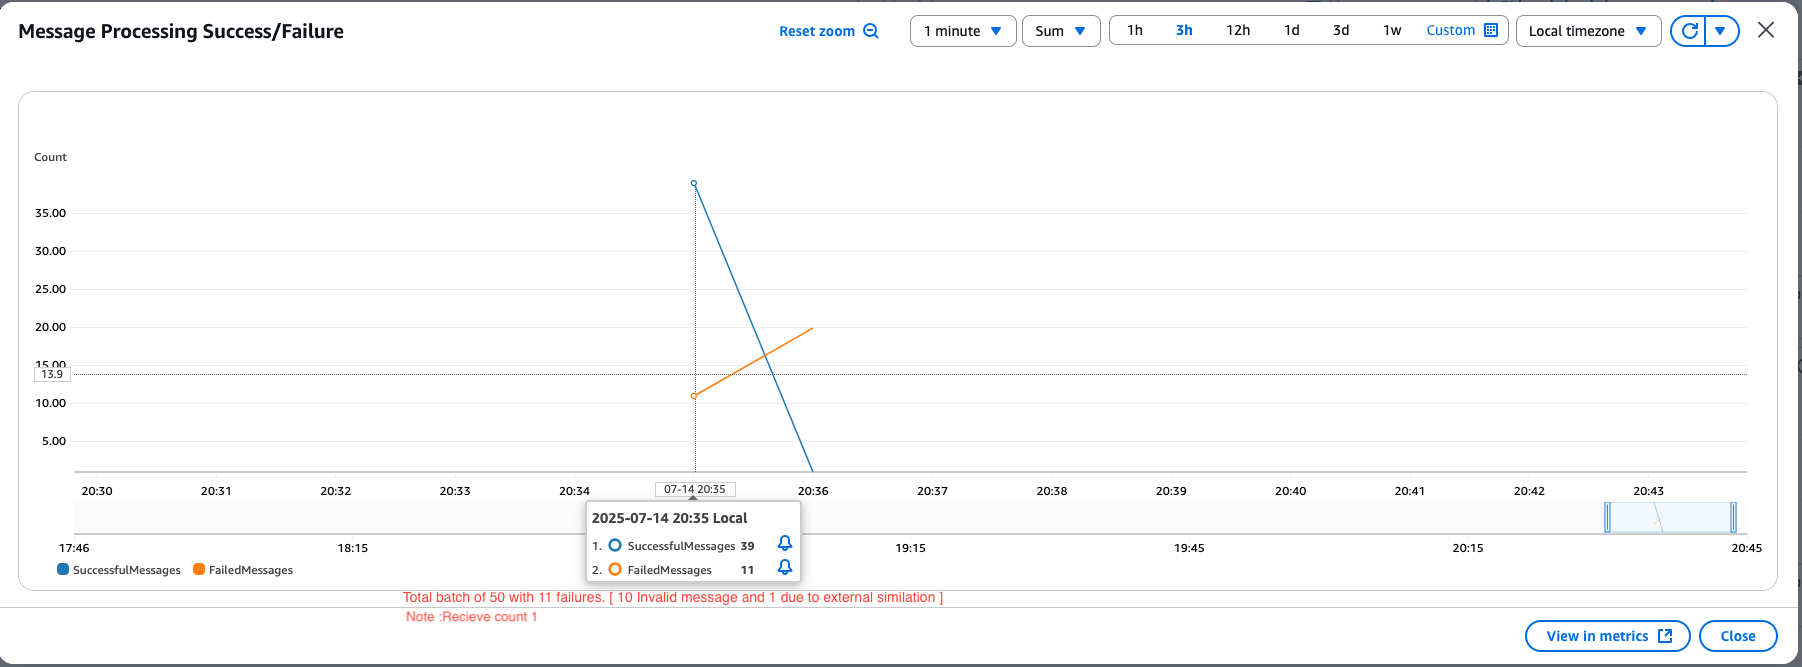 Message Processing Success/Failure
Reset zoom
1 minute
Sum
1h 3h 12h 1d 3d 1w Custom
Local timezone
Count
35.00
30.00
25.00
20.00
15.00
13.9
10.00
5.00
20:30 20:31 20:32 20:33 20:34 07-14 20:35 20:36 20:37 20:38 20:39 20:40 20:41 20:42 20:43
2025-07-14 20:35 Local
1. SuccessfulMessages 39
2. FailedMessages 11
17:46 18:15 19:15 19:45 20:15 20:45
SuccessfulMessages FailedMessages
Total batch of 50 with 11 failures. [ 10 Invalid message and 1 due to external similation ]
Note :Recieve count 1
View in metrics
Close